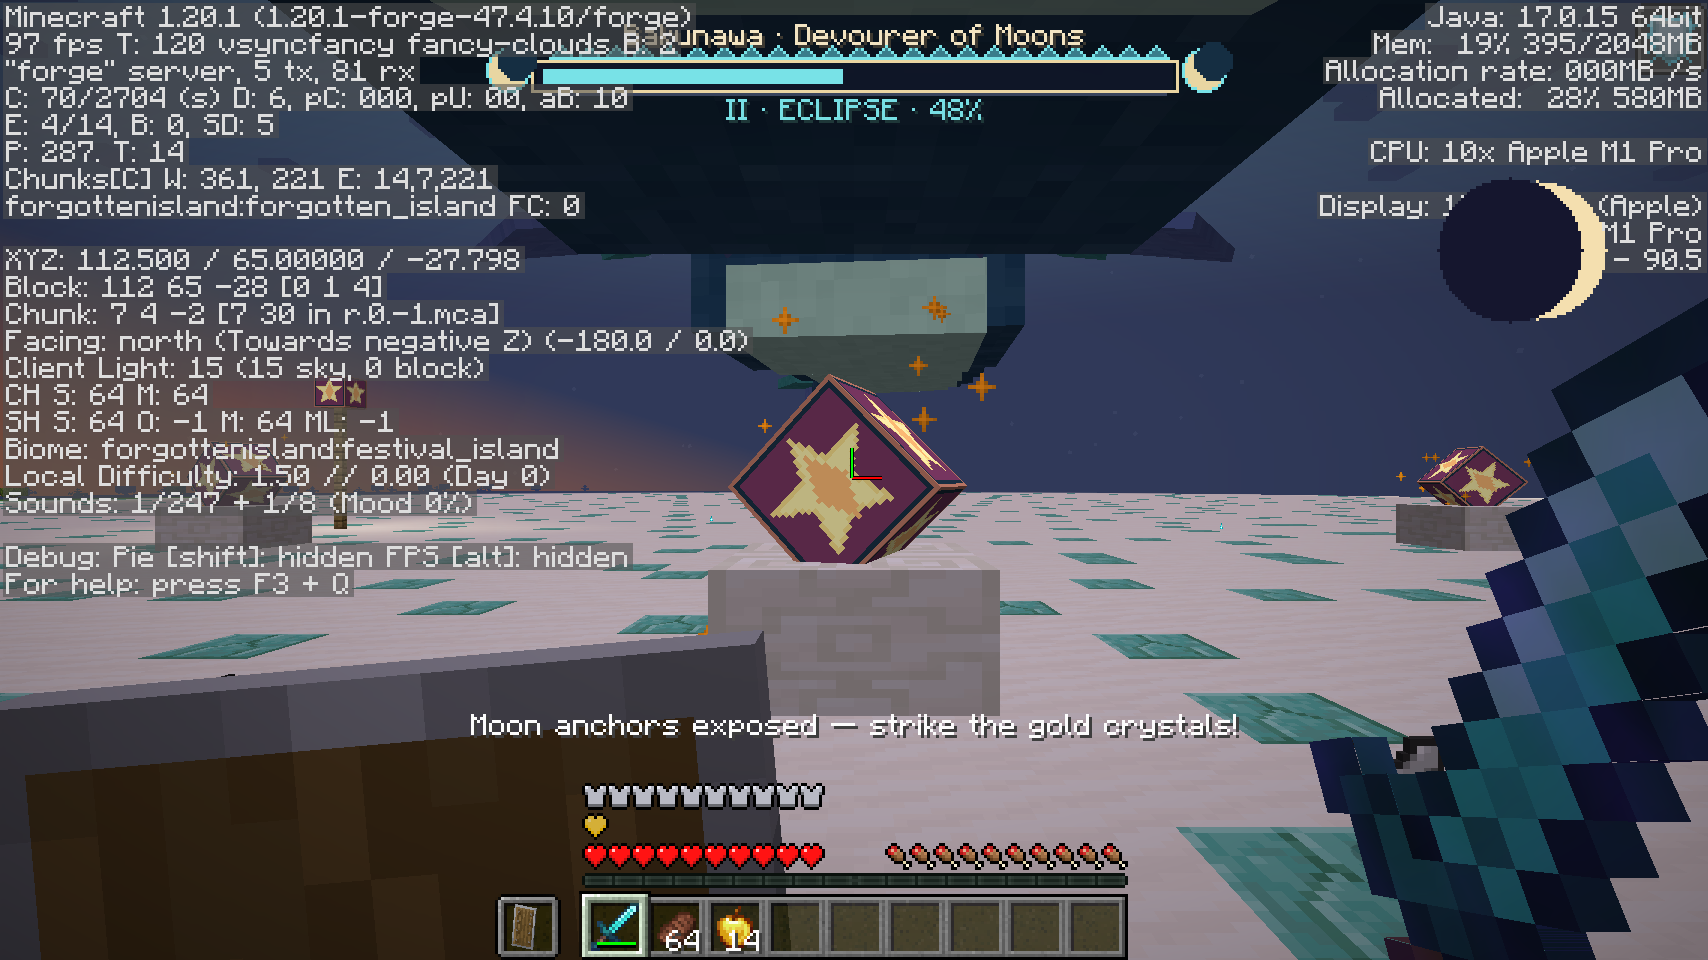 Minecraft 1.20.1 (1.20.1-forge-47.4.10/forge)
97 fps T: 120 vsyncfancy fancy-clouds B: 2
"forge" server, 5 tx, 81 rx
C: 70/2704 (s) D: 6, pC: 000, pU: 00, aB: 10
E: 4/14, B: 0, SD: 5
P: 287. T: 14
Chunks[C] W: 361, 221 E: 14,7,221
forgottenisland:forgotten_island FC: 0
XYZ: 112.500 / 65.00000 / -27.798
Block: 112 65 -28 [0 1 4]
Chunk: 7 4 -2 [7 30 in r.0.-1.mca]
Facing: north (Towards negative Z) (-180.0 / 0.0)
Client Light: 15 (15 sky, 0 block)
CH S: 64 M: 64
SH S: 64 O: -1 M: 64 ML: -1
Biome: forgottenisland:festival_island
Local Difficulty: 1.50 // 0.00 (Day 0)
Sounds: 1/247 + 1/8 (Mood 0%)
Debug: Pie [shift]: hidden FPS [alt]: hidden
For help: press F3 + Q
· Devourer of Moons
II · ECLIPSE · 48%
Java: 17.0.15 64bit
Mem: 19% 395/2048MB
Allocation rate: 000MB /s
Allocated: 28% 580MB
CPU: 10x Apple M1 Pro
Display: (Apple)
M1 Pro
- 90.5
Moon anchors exposed — strike the gold crystals!
64
14